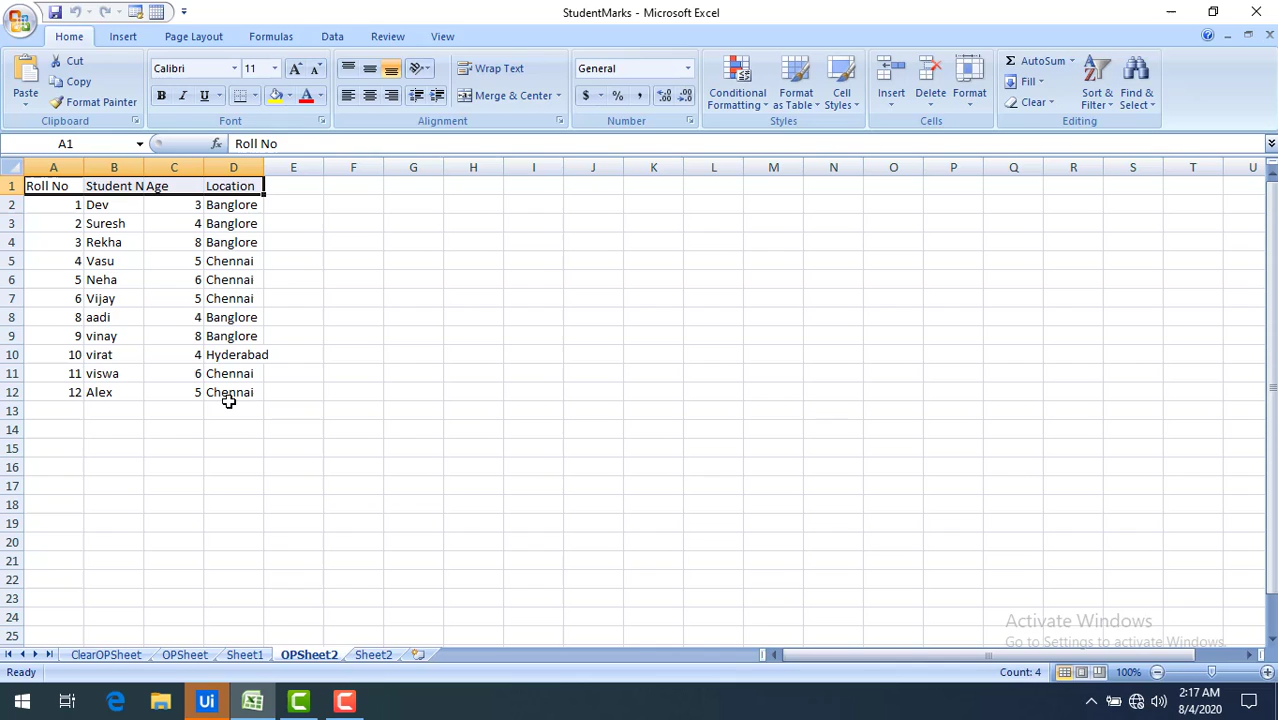 StudentMarks - Microsoft Excel
Home Insert Page Layout Formulas Data Review View
Paste Cut Copy Format Painter Clipboard
Calibri 11 B I U A Font
Wrap Text Merge & Center Alignment
General $ % , Number
Conditional Formatting Format as Table Cell Styles Styles
Insert Delete Format Cells
Σ AutoSum Fill Clear Sort & Filter Find & Select Editing
A1 fx Roll No
A B C D E F G H I J K L M N O P Q R S T U
1 Roll No Student N Age Location
2 1 Dev 3 Banglore
3 2 Suresh 4 Banglore
4 3 Rekha 8 Banglore
5 4 Vasu 5 Chennai
6 5 Neha 6 Chennai
7 6 Vijay 5 Chennai
8 8 aadi 4 Banglore
9 9 vinay 8 Banglore
10 10 virat 4 Hyderabad
11 11 viswa 6 Chennai
12 12 Alex 5 Chennai
13
14
15
16
17
18
19
20
21
22
23
24
25
Activate Windows
Go to Settings to activate Windows.
ClearOPSheet OPSheet Sheet1 OPSheet2 Sheet2
Ready Count: 4 100%
Ui 2:17 AM
8/4/2020